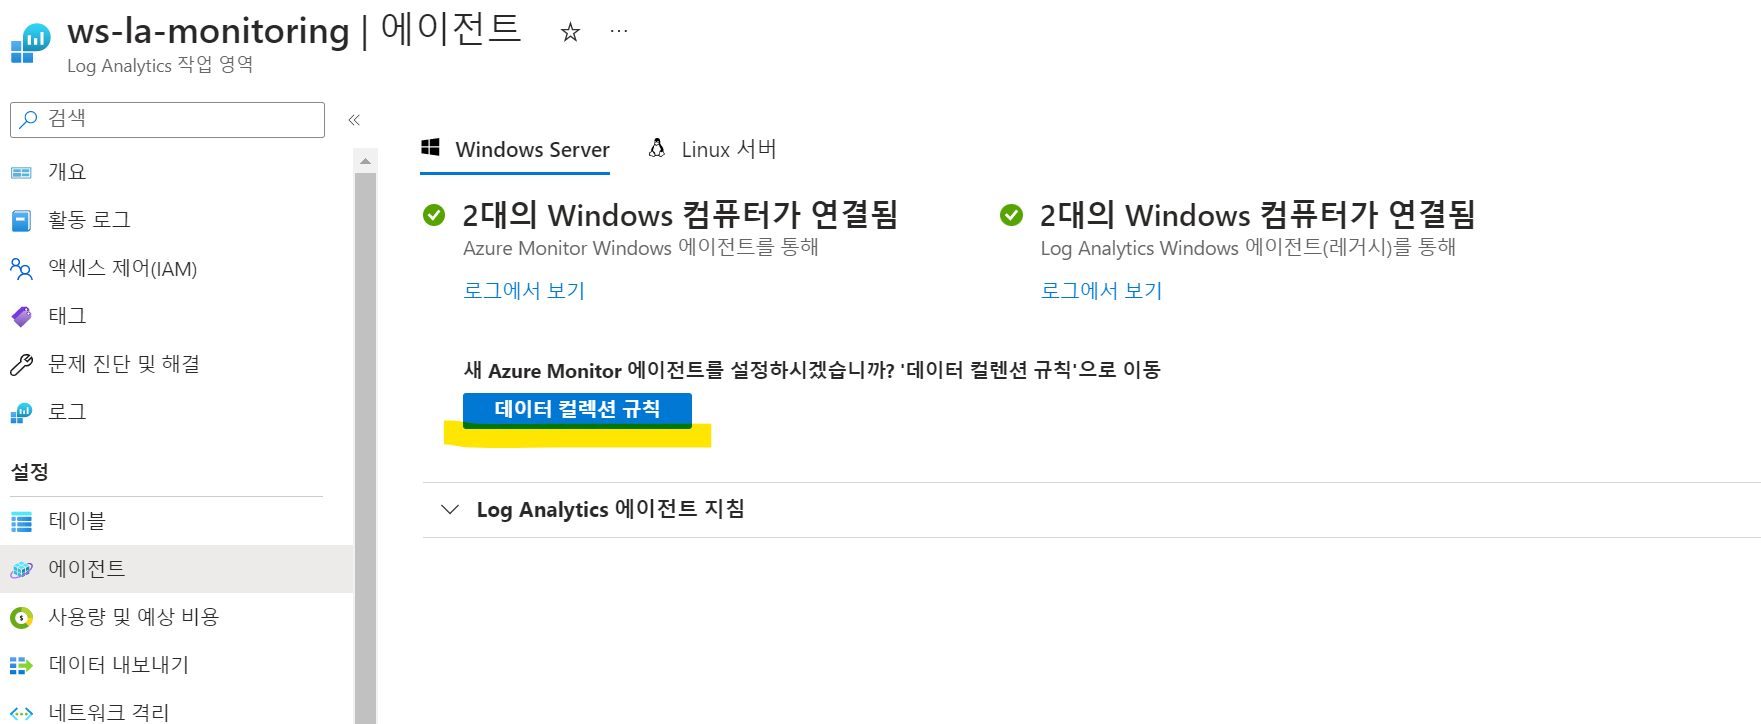 ws-la-monitoring | 에이전트 ☆ ···
Log Analytics 작업 영역
검색 «
개요
활동 로그
액세스 제어(IAM)
태그
문제 진단 및 해결
로그
설정
테이블
에이전트
사용량 및 예상 비용
데이터 내보내기
네트워크 격리
Windows Server
Linux 서버
2대의 Windows 컴퓨터가 연결됨
Azure Monitor Windows 에이전트를 통해
로그에서 보기
2대의 Windows 컴퓨터가 연결됨
Log Analytics Windows 에이전트(레거시)를 통해
로그에서 보기
새 Azure Monitor 에이전트를 설정하시겠습니까? '데이터 컬렌션 규칙'으로 이동
데이터 컬렉션 규칙
Log Analytics 에이전트 지침